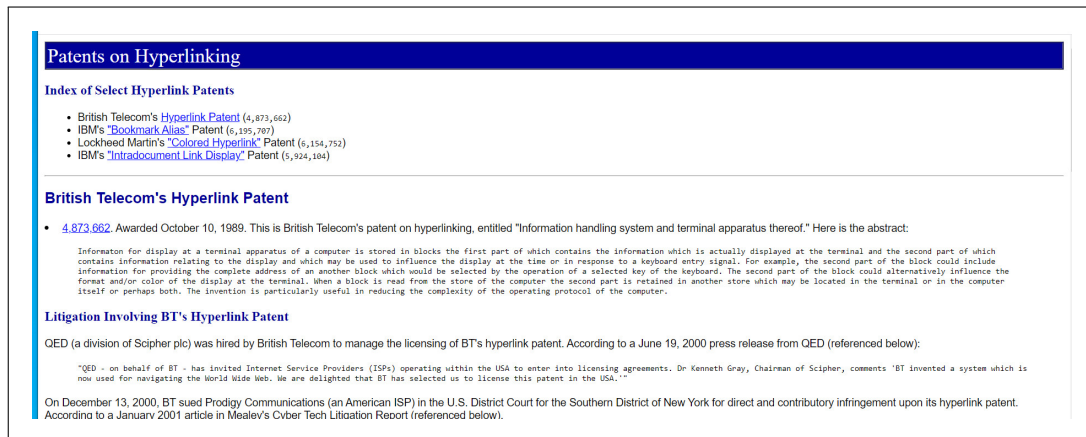 Patents on Hyperlinking
Index of Select Hyperlink Patents
• British Telecom's Hyperlink Patent (4,873,662)
• IBM's "Bookmark Alias" Patent (6,195,707)
• Lockheed Martin's "Colored Hyperlink" Patent (6,154,752)
• IBM's "Intradocument Link Display" Patent (5,924,104)
British Telecom's Hyperlink Patent
• 4,873,662. Awarded October 10, 1989. This is British Telecom's patent on hyperlinking, entitled "Information handling system and terminal apparatus thereof." Here is the abstract:
Informaton for display at a terminal apparatus of a computer is stored in blocks the first part of which contains the information which is actually displayed at the terminal and the second part of which
contains information relating to the display and which may be used to influence the display at the time or in response to a keyboard entry signal. For example, the second part of the block could include
information for providing the complete address of an another block which would be selected by the operation of a selected key of the keyboard. The second part of the block could alternatively influence the
format and/or color of the display at the terminal. When a block is read from the store of the computer the second part is retained in another store which may be located in the terminal or in the computer
itself or perhaps both. The invention is particularly useful in reducing the complexity of the operating protocol of the computer.
Litigation Involving BT's Hyperlink Patent
QED (a division of Scipher plc) was hired by British Telecom to manage the licensing of BT's hyperlink patent. According to a June 19, 2000 press release from QED (referenced below):
"QED - on behalf of BT - has invited Internet Service Providers (ISPs) operating within the USA to enter into licensing agreements. Dr Kenneth Gray, Chairman of Scipher, comments 'BT invented a system which is
now used for navigating the World Wide Web. We are delighted that BT has selected us to license this patent in the USA.'"
On December 13, 2000, BT sued Prodigy Communications (an American ISP) in the U.S. District Court for the Southern District of New York for direct and contributory infringement upon its hyperlink patent.
According to a January 2001 article in Mealey's Cyber Tech Litigation Report (referenced below),